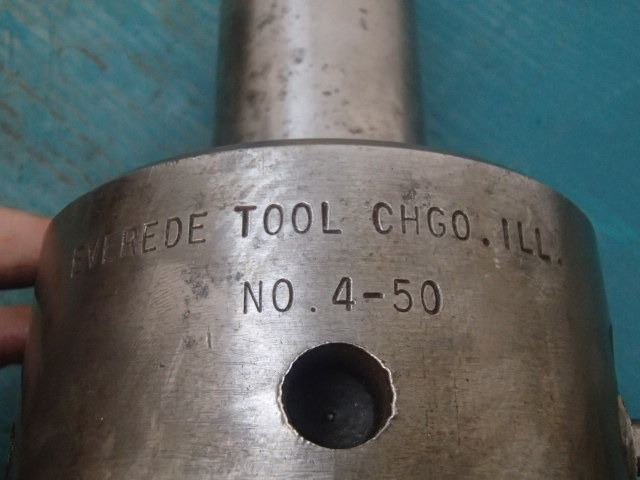 EVEREDE TOOL CHGO. ILL.
NO. 4-50